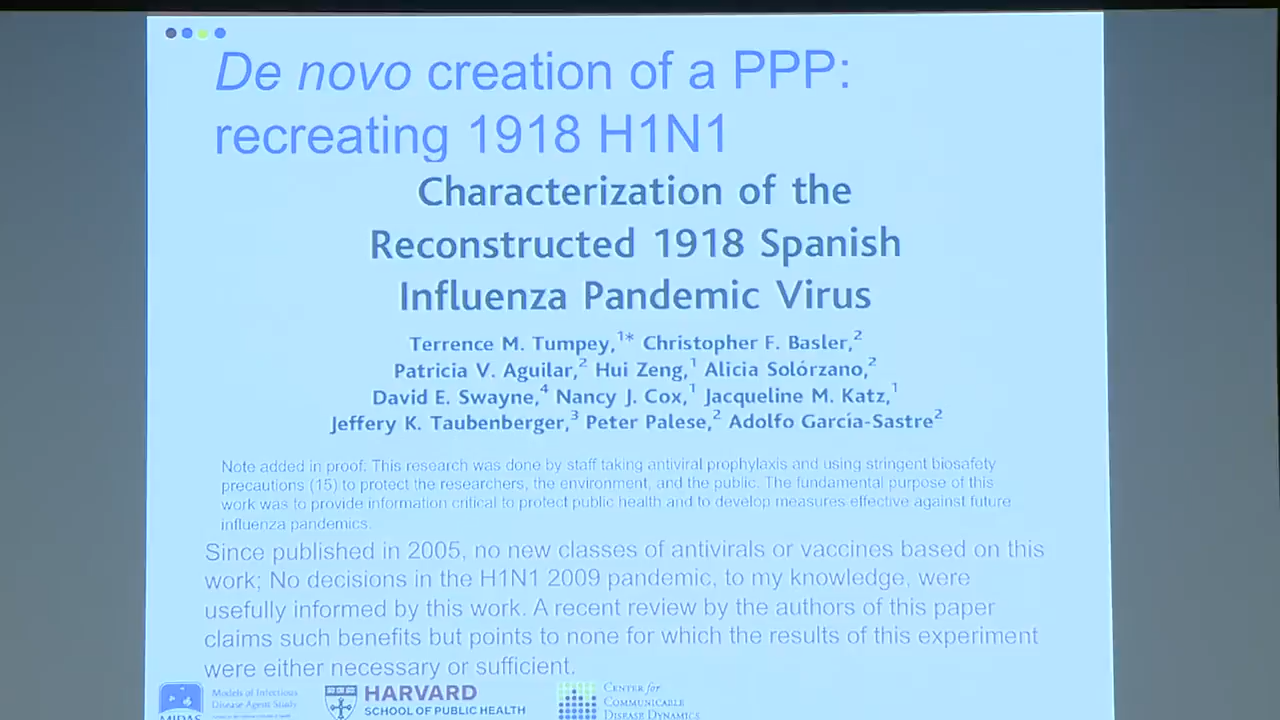 De novo creation of a PPP:
recreating 1918 H1N1
Characterization of the
Reconstructed 1918 Spanish
Influenza Pandemic Virus
Terrence M. Tumpey,¹* Christopher F. Basler,²
Patricia V. Aguilar,² Hui Zeng,¹ Alicia Solórzano,²
David E. Swayne,⁴ Nancy J. Cox,¹ Jacqueline M. Katz,¹
Jeffery K. Taubenberger,³ Peter Palese,² Adolfo García-Sastre²
Note added in proof: This research was done by staff taking antiviral prophylaxis and using stringent biosafety
precautions (15) to protect the researchers, the environment, and the public. The fundamental purpose of this
work was to provide information critical to protect public health and to develop measures effective against future
influenza pandemics.
Since published in 2005, no new classes of antivirals or vaccines based on this
work; No decisions in the H1N1 2009 pandemic, to my knowledge, were
usefully informed by this work. A recent review by the authors of this paper
claims such benefits but points to none for which the results of this experiment
were either necessary or sufficient.
MIDAS
Models of Infectious
Disease Agent Study
HARVARD
SCHOOL OF PUBLIC HEALTH
CENTER for
COMMUNICABLE
DISEASE DYNAMICS